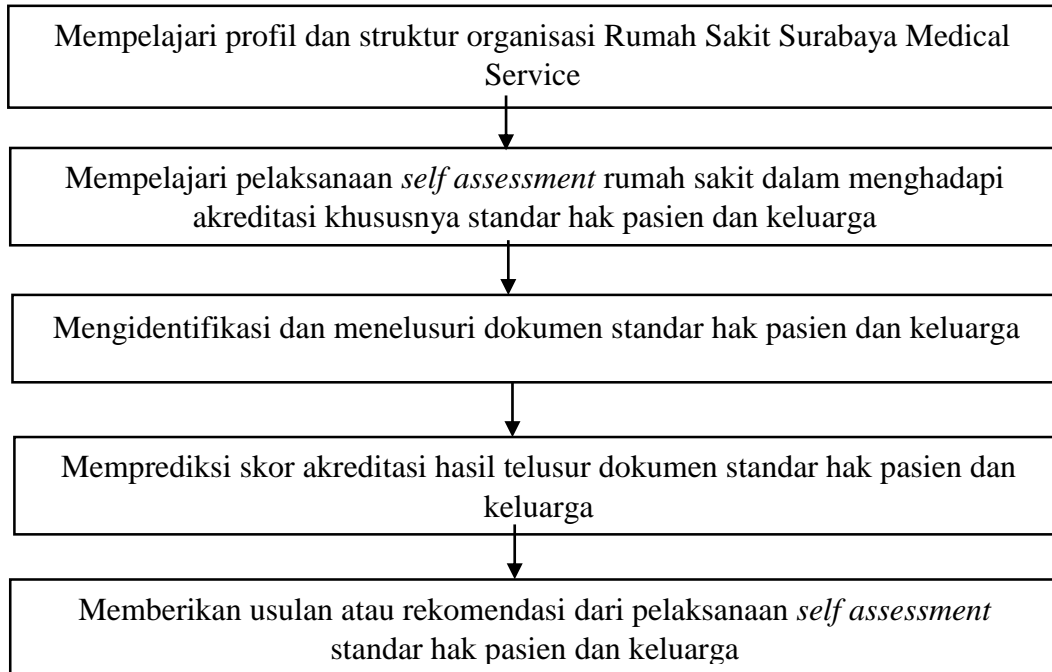 Mempelajari profil dan struktur organisasi Rumah Sakit Surabaya Medical
Service
Mempelajari pelaksanaan self assessment rumah sakit dalam menghadapi
akreditasi khususnya standar hak pasien dan keluarga
Mengidentifikasi dan menelusuri dokumen standar hak pasien dan keluarga
Memprediksi skor akreditasi hasil telusur dokumen standar hak pasien dan
keluarga
Memberikan usulan atau rekomendasi dari pelaksanaan self assessment
standar hak pasien dan keluarga